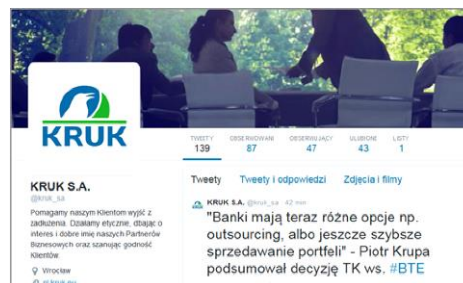 KRUK
TWEETY OBSERWOWANI OBSERWUJĄCY ULUBIONE LISTY
139 87 47 43 1
KRUK S.A.
@kruk_sa
Pomagamy naszym Klientom wyjść z
zadłużenia. Działamy etycznie, dbając o
interes i dobre imię naszych Partnerów
Biznesowych oraz szanując godność
Klientów.
Wrocław
Tweety Tweety i odpowiedzi Zdjęcia i filmy
KRUK S.A. @kruk_sa 42 min
"Banki mają teraz różne opcje np.
outsourcing, albo jeszcze szybsze
sprzedawanie portfeli" - Piotr Krupa
podsumował decyzję TK ws. #BTE